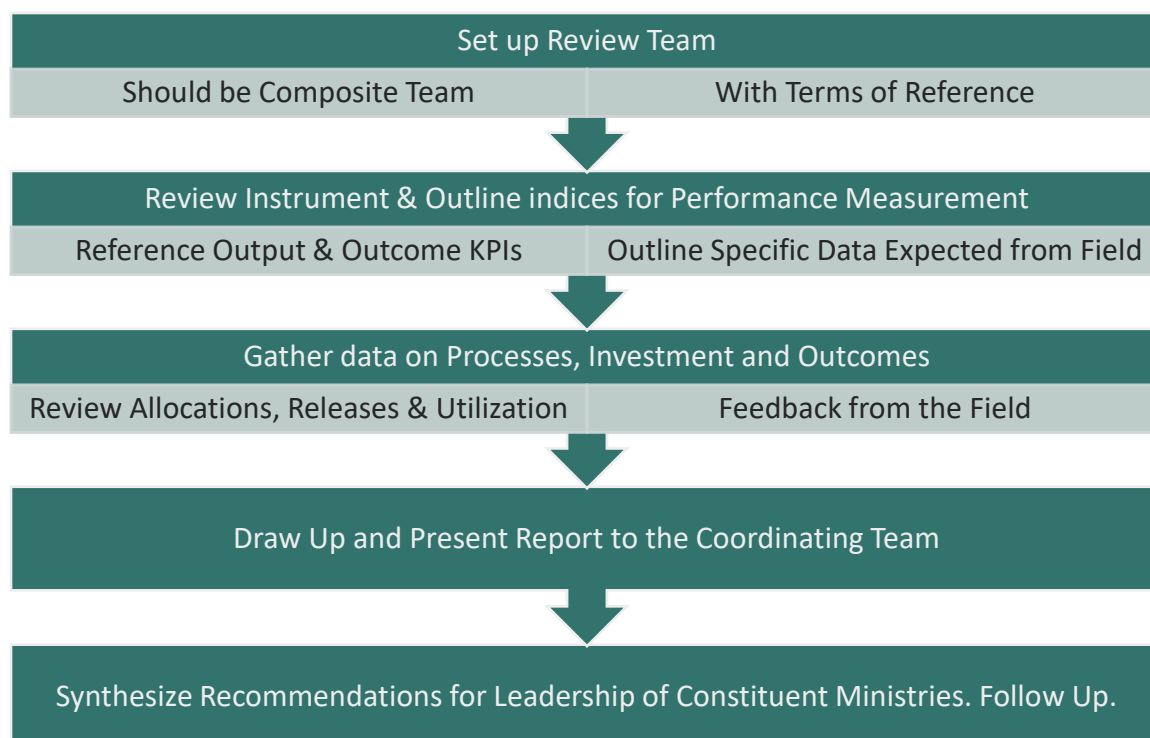 Set up Review Team
Should be Composite Team
With Terms of Reference
Review Instrument & Outline indices for Performance Measurement
Reference Output & Outcome KPIs
Outline Specific Data Expected from Field
Gather data on Processes, Investment and Outcomes
Review Allocations, Releases & Utilization
Feedback from the Field
Draw Up and Present Report to the Coordinating Team
Synthesize Recommendations for Leadership of Constituent Ministries. Follow Up.